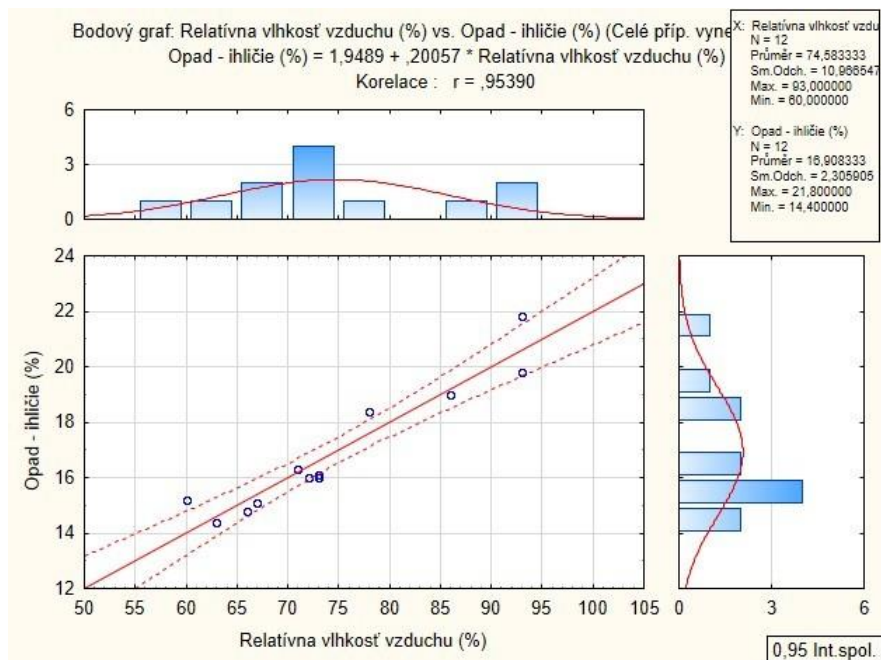 Bodový graf: Relatívna vlhkosť vzduchu (%) vs. Opad - ihličie (%) (Celé příp. vyne
Opad - ihličie (%) = 1,9489 + ,20057 * Relatívna vlhkosť vzduchu (%)
Korelace : r = ,95390
X: Relatívna vlhkosť vzdu
N = 12
Průměr = 74,583333
Sm.Odch. = 10,966547
Max. = 93,000000
Min. = 60,000000
Y: Opad - ihličie (%)
N = 12
Průměr = 16,908333
Sm.Odch. = 2,305905
Max. = 21,800000
Min. = 14,400000
6
3
0
24
22
20
18
16
14
12
Opad - ihličie (%)
50 55 60 65 70 75 80 85 90 95 100 105
Relatívna vlhkosť vzduchu (%)
0 3 6
0,95 Int.spol.